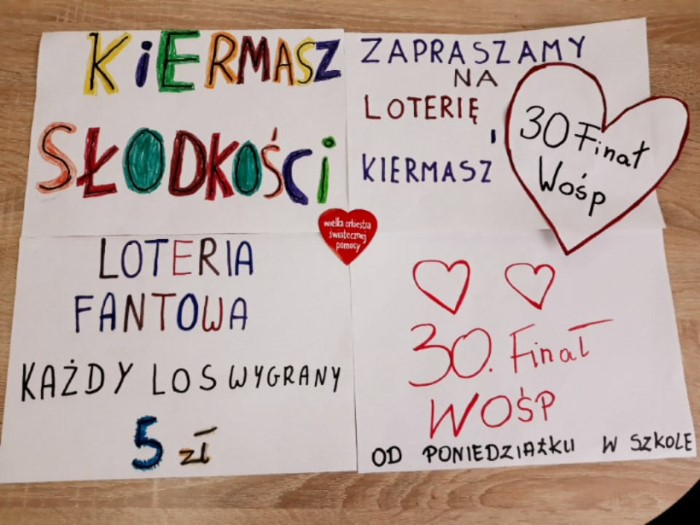 KiERMASZ
SŁODKOŚCi
ZAPRASZAMY
NA
LOTERIĘ
I
KIERMASZ
30 Finał
WOŚP
wielka orkiestra
świątecznej
pomocy
LOTERIA
FANTOWA
KAŻDY LOS WYGRANY
5 zł
30. Finał
WOŚP
OD PONIEDZIAŁKU W SZKOLE